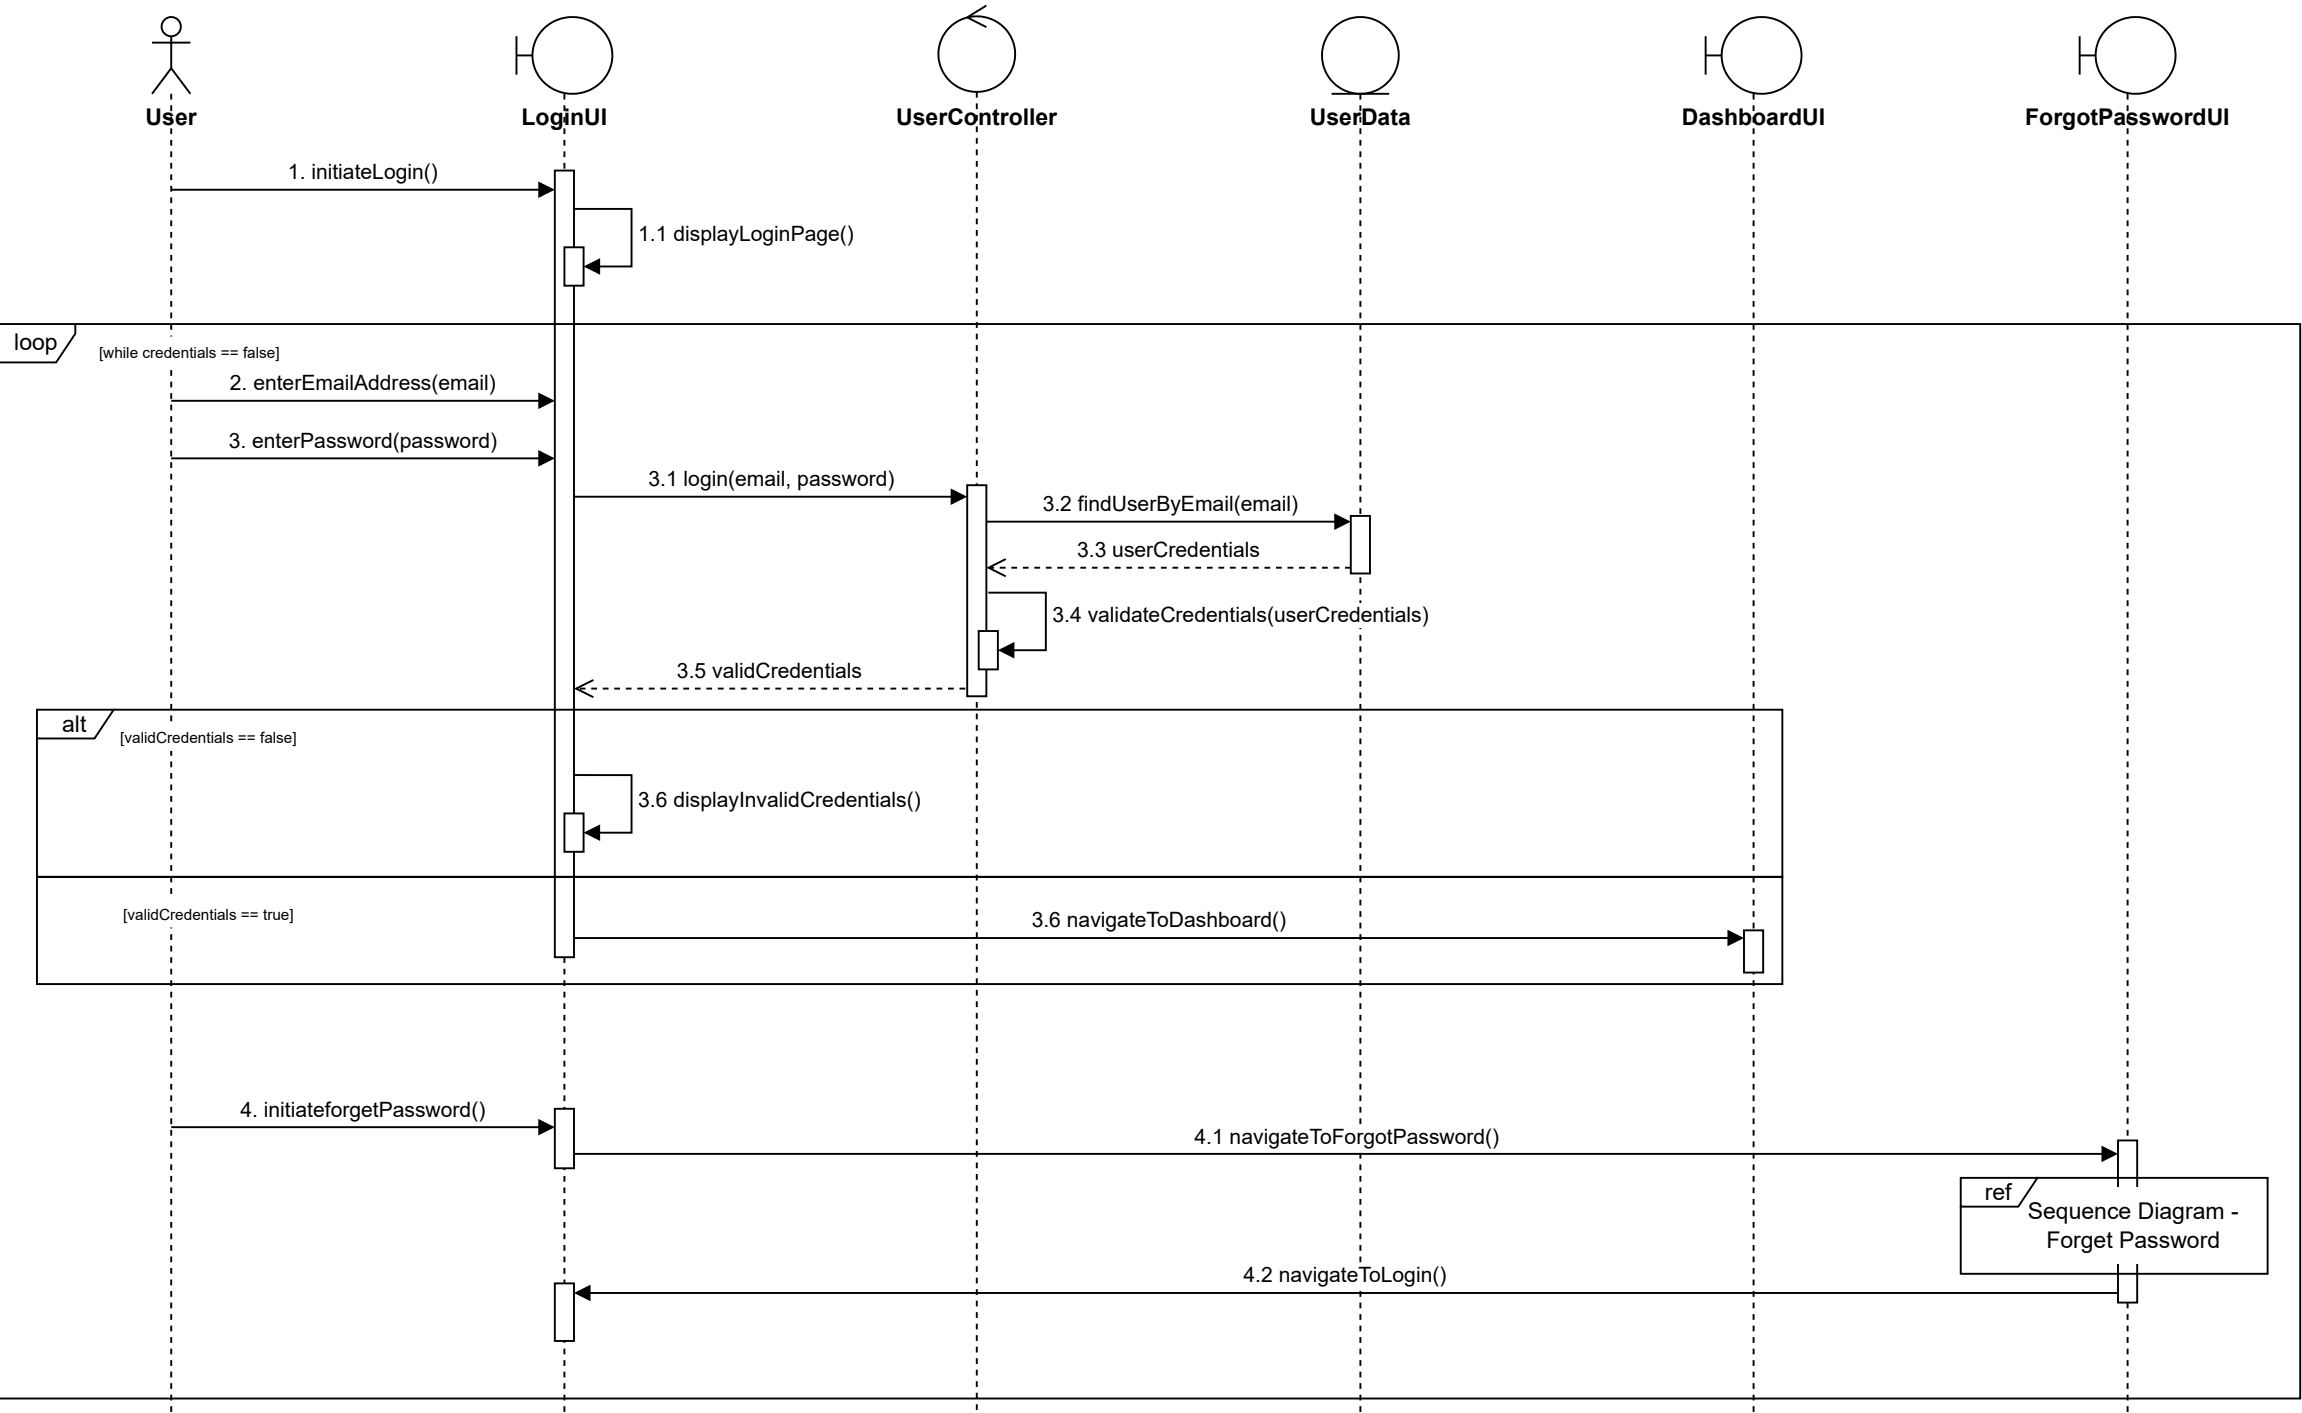 User
LoginUI
UserController
UserData
DashboardUI
ForgotPasswordUI
1. initiateLogin()
1.1 displayLoginPage()
loop
[while credentials == false]
2. enterEmailAddress(email)
3. enterPassword(password)
3.1 login(email, password)
3.2 findUserByEmail(email)
3.3 userCredentials
3.4 validateCredentials(userCredentials)
3.5 validCredentials
alt
[validCredentials == false]
3.6 displayInvalidCredentials()
[validCredentials == true]
3.6 navigateToDashboard()
4. initiateforgetPassword()
4.1 navigateToForgotPassword()
ref
Sequence Diagram -
Forget Password
4.2 navigateToLogin()